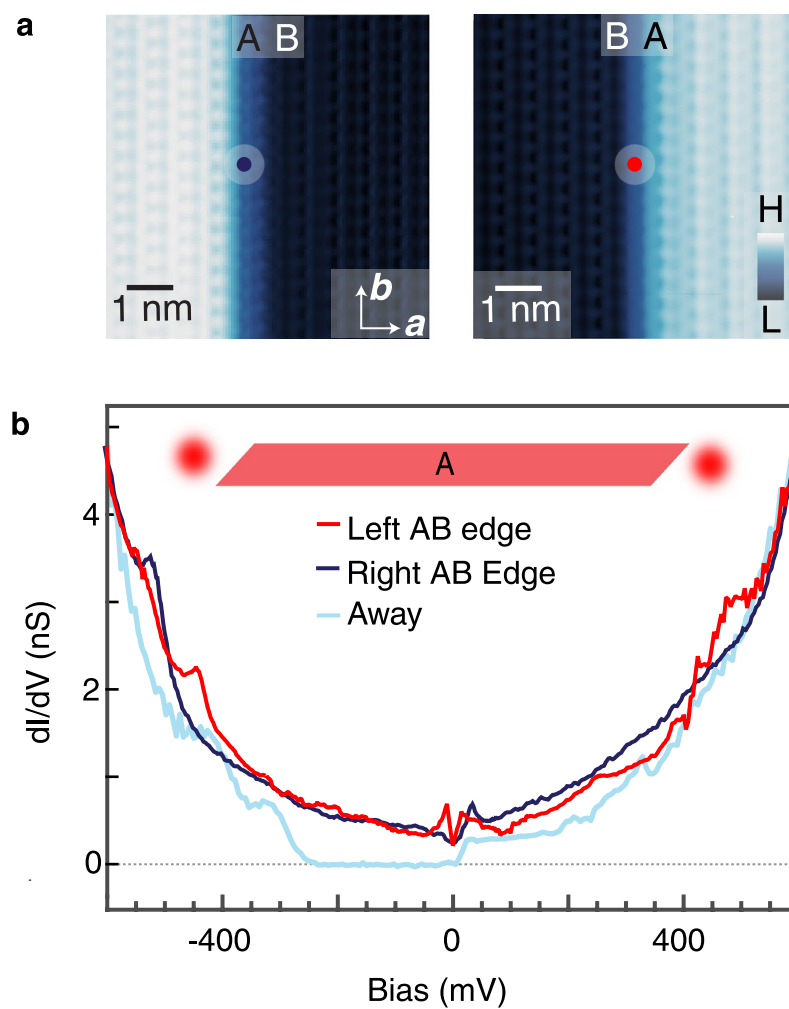 a
A B
B A
H
L
1 nm
b
a
1 nm
b
A
Left AB edge
Right AB Edge
Away
4
2
0
dI/dV (nS)
-400
0
400
Bias (mV)